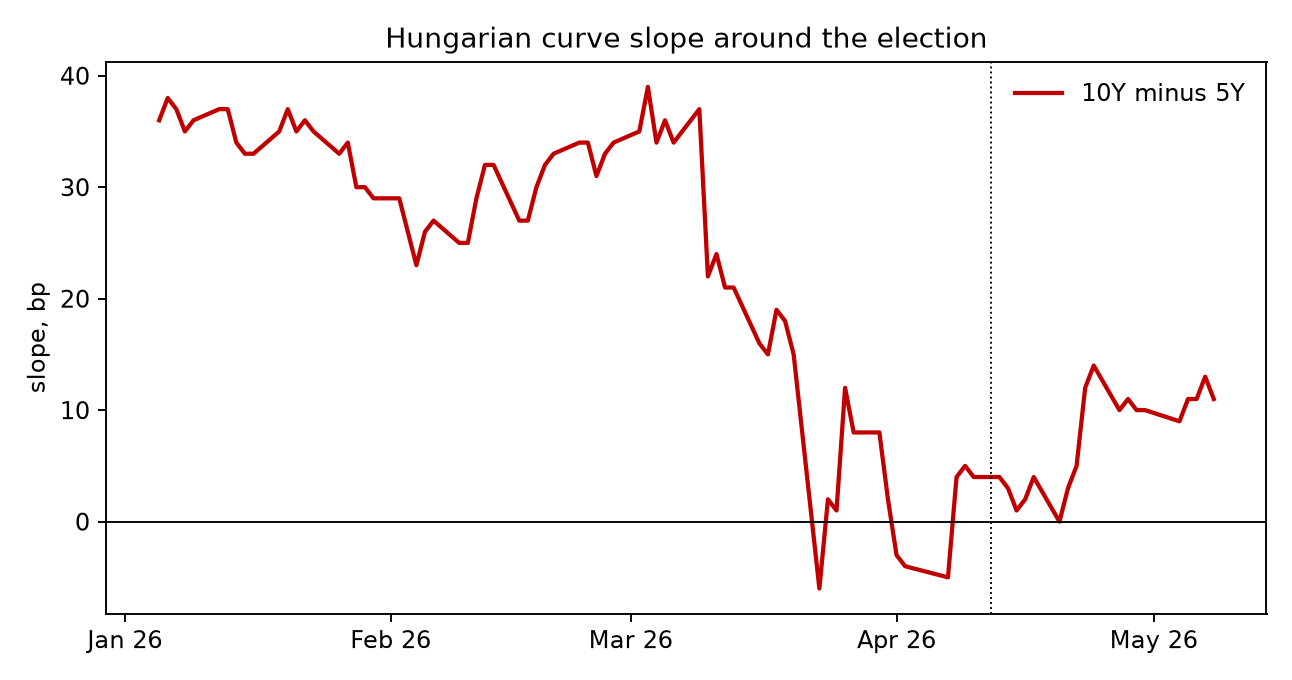 Hungarian curve slope around the election
10Y minus 5Y
slope, bp
40
30
20
10
0
Jan 26
Feb 26
Mar 26
Apr 26
May 26